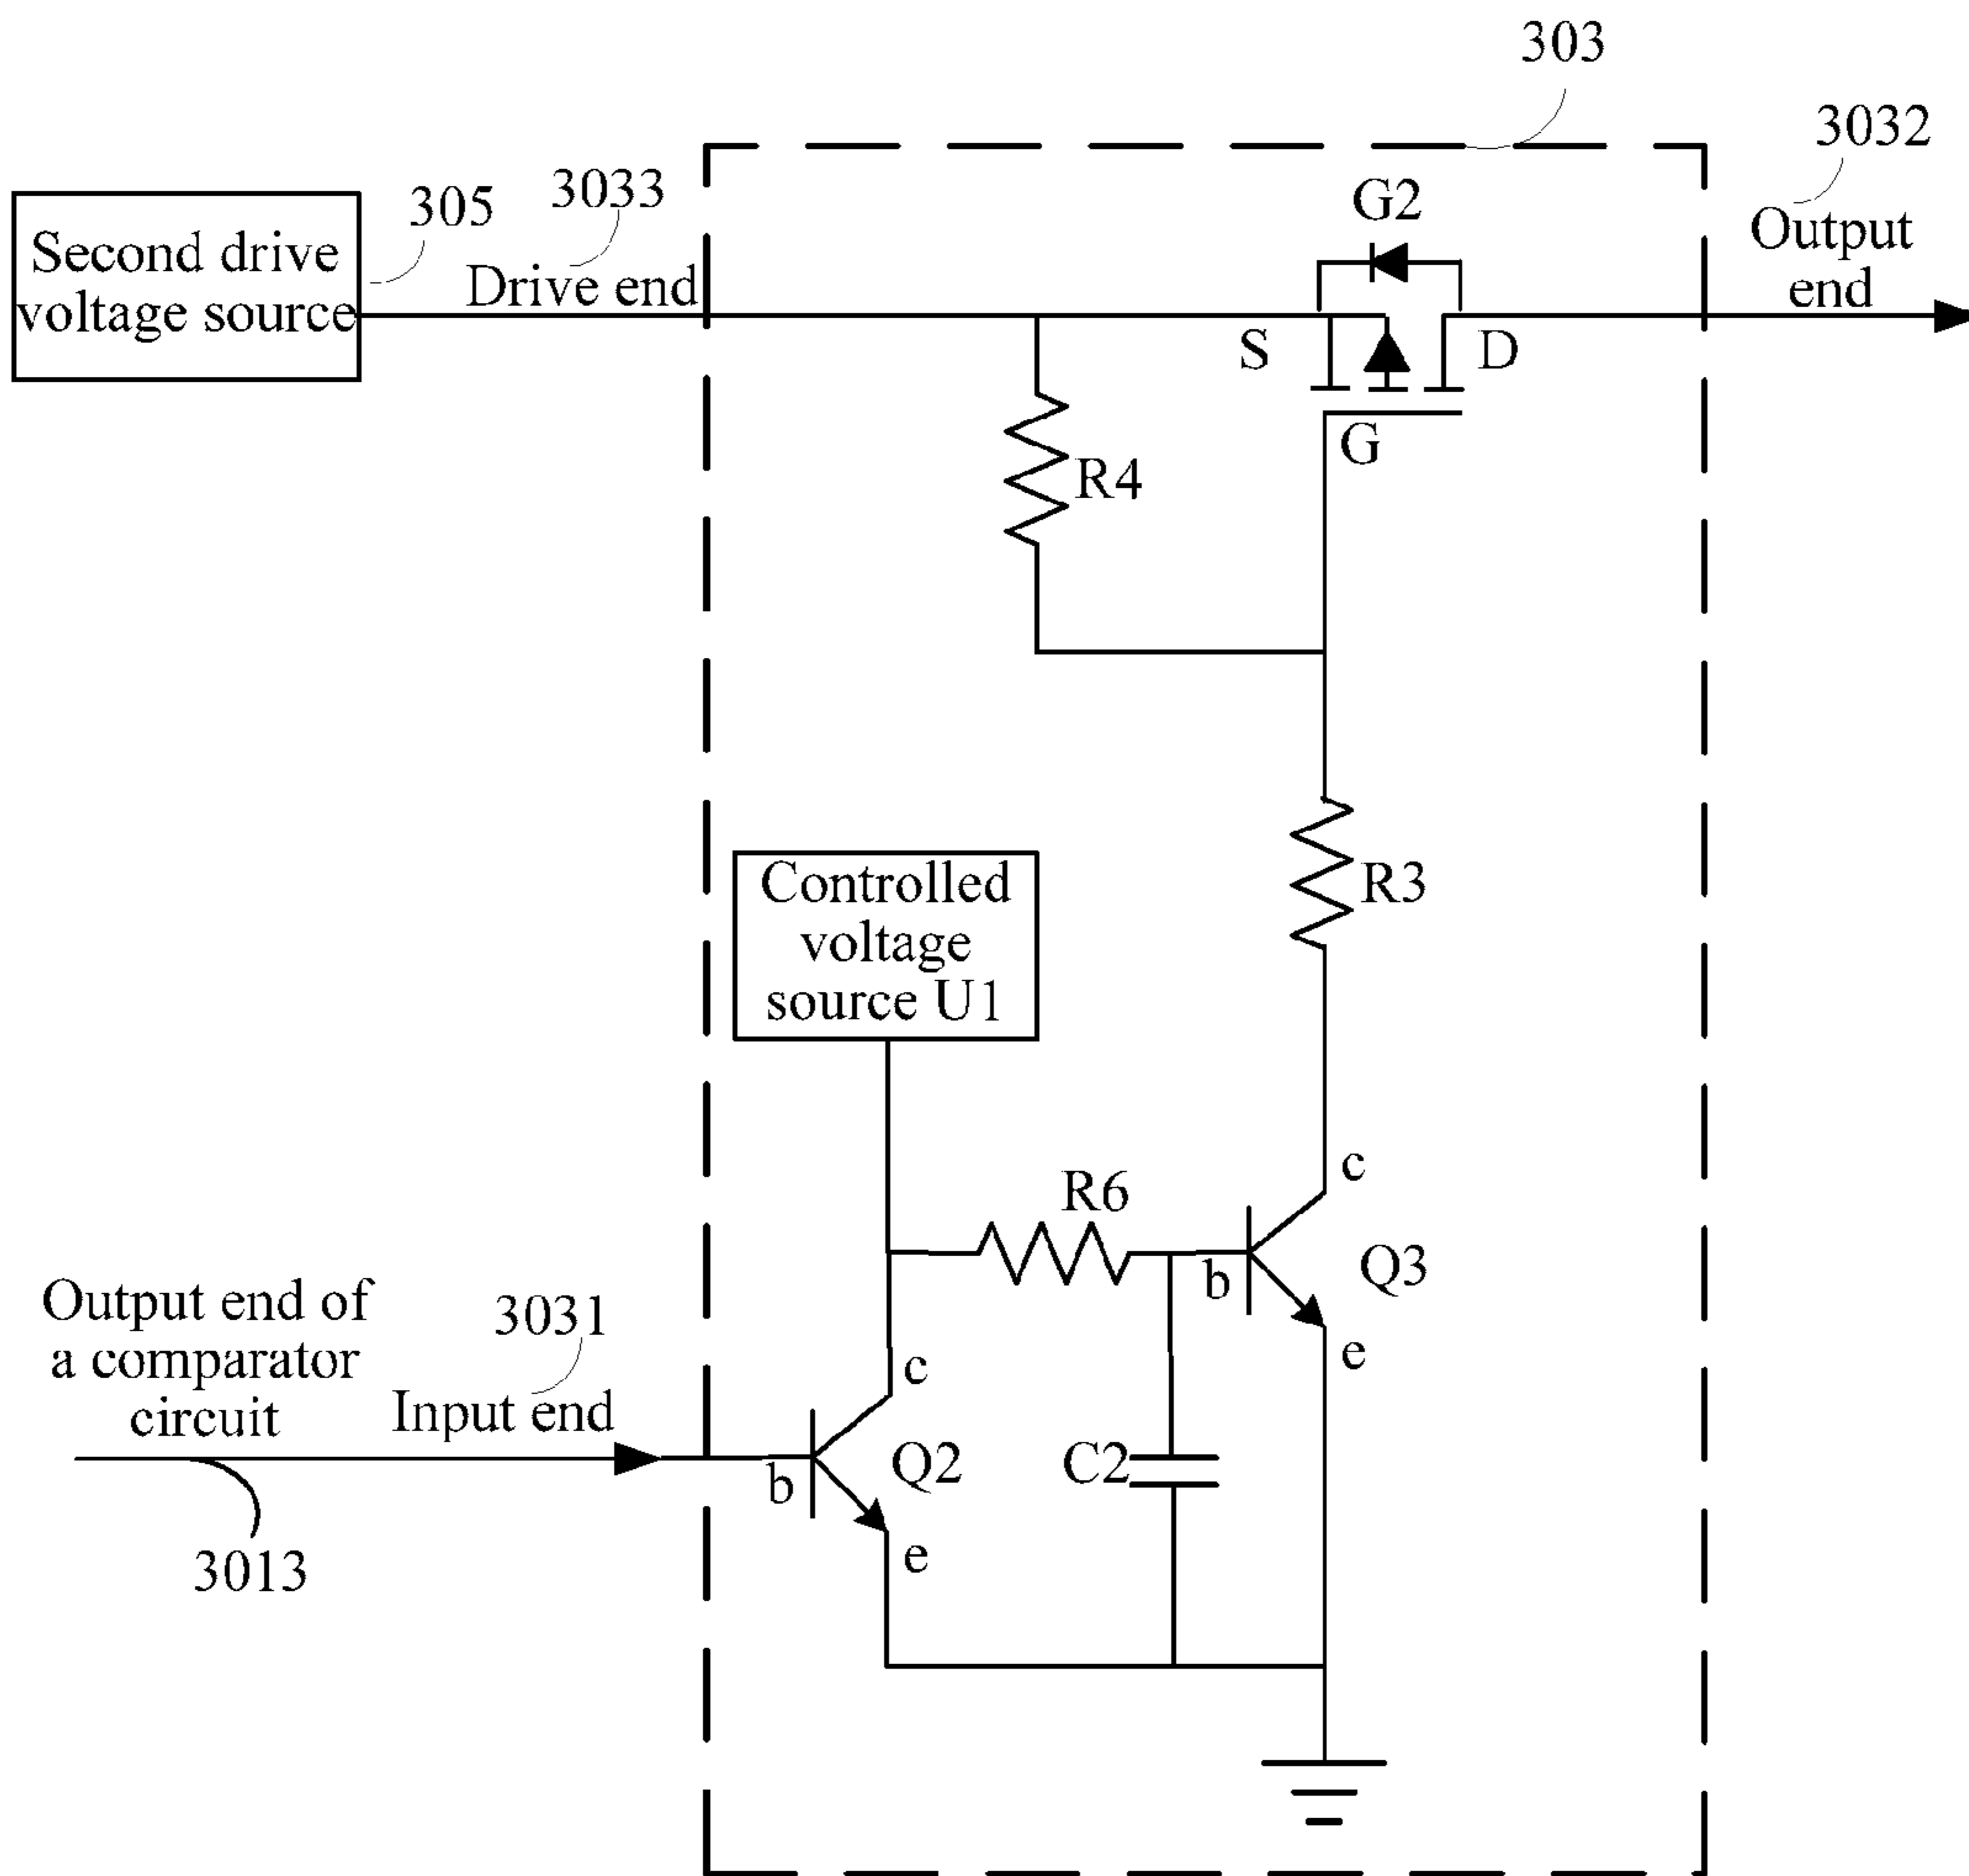 303
3032
3033
G2
305
Output
end
Second drive
voltage source
Drive end
S
D
G
R4
Controlled
voltage
source U1
R3
c
R6
Q3
b
e
Output end of
a comparator
circuit
3031
Input end
c
Q2
C2
b
e
3013